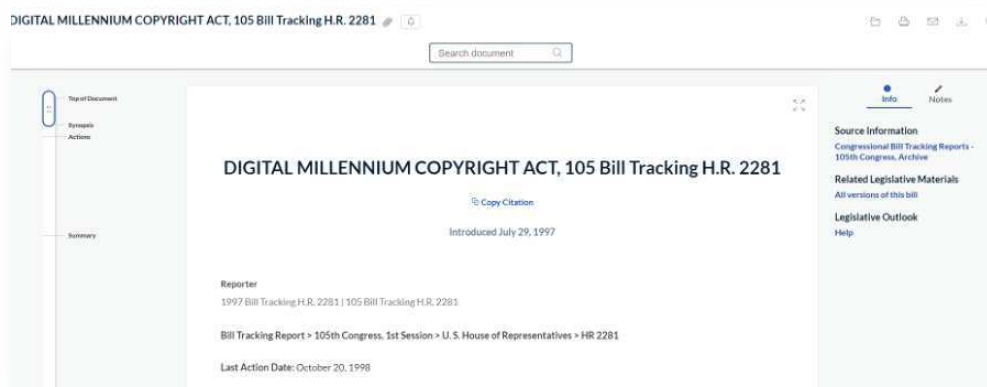 DIGITAL MILLENNIUM COPYRIGHT ACT, 105 Bill Tracking H.R. 2281
Search document
Top of Document
Synopsis
Actions
Summary
DIGITAL MILLENNIUM COPYRIGHT ACT, 105 Bill Tracking H.R. 2281
Copy Citation
Introduced July 29, 1997
Reporter
1997 Bill Tracking H.R. 2281 | 105 Bill Tracking H.R. 2281
Bill Tracking Report > 105th Congress, 1st Session > U. S. House of Representatives > HR 2281
Last Action Date: October 20, 1998
Info
Notes
Source Information
Congressional Bill Tracking Reports -
105th Congress, Archive
Related Legislative Materials
All versions of this bill
Legislative Outlook
Help